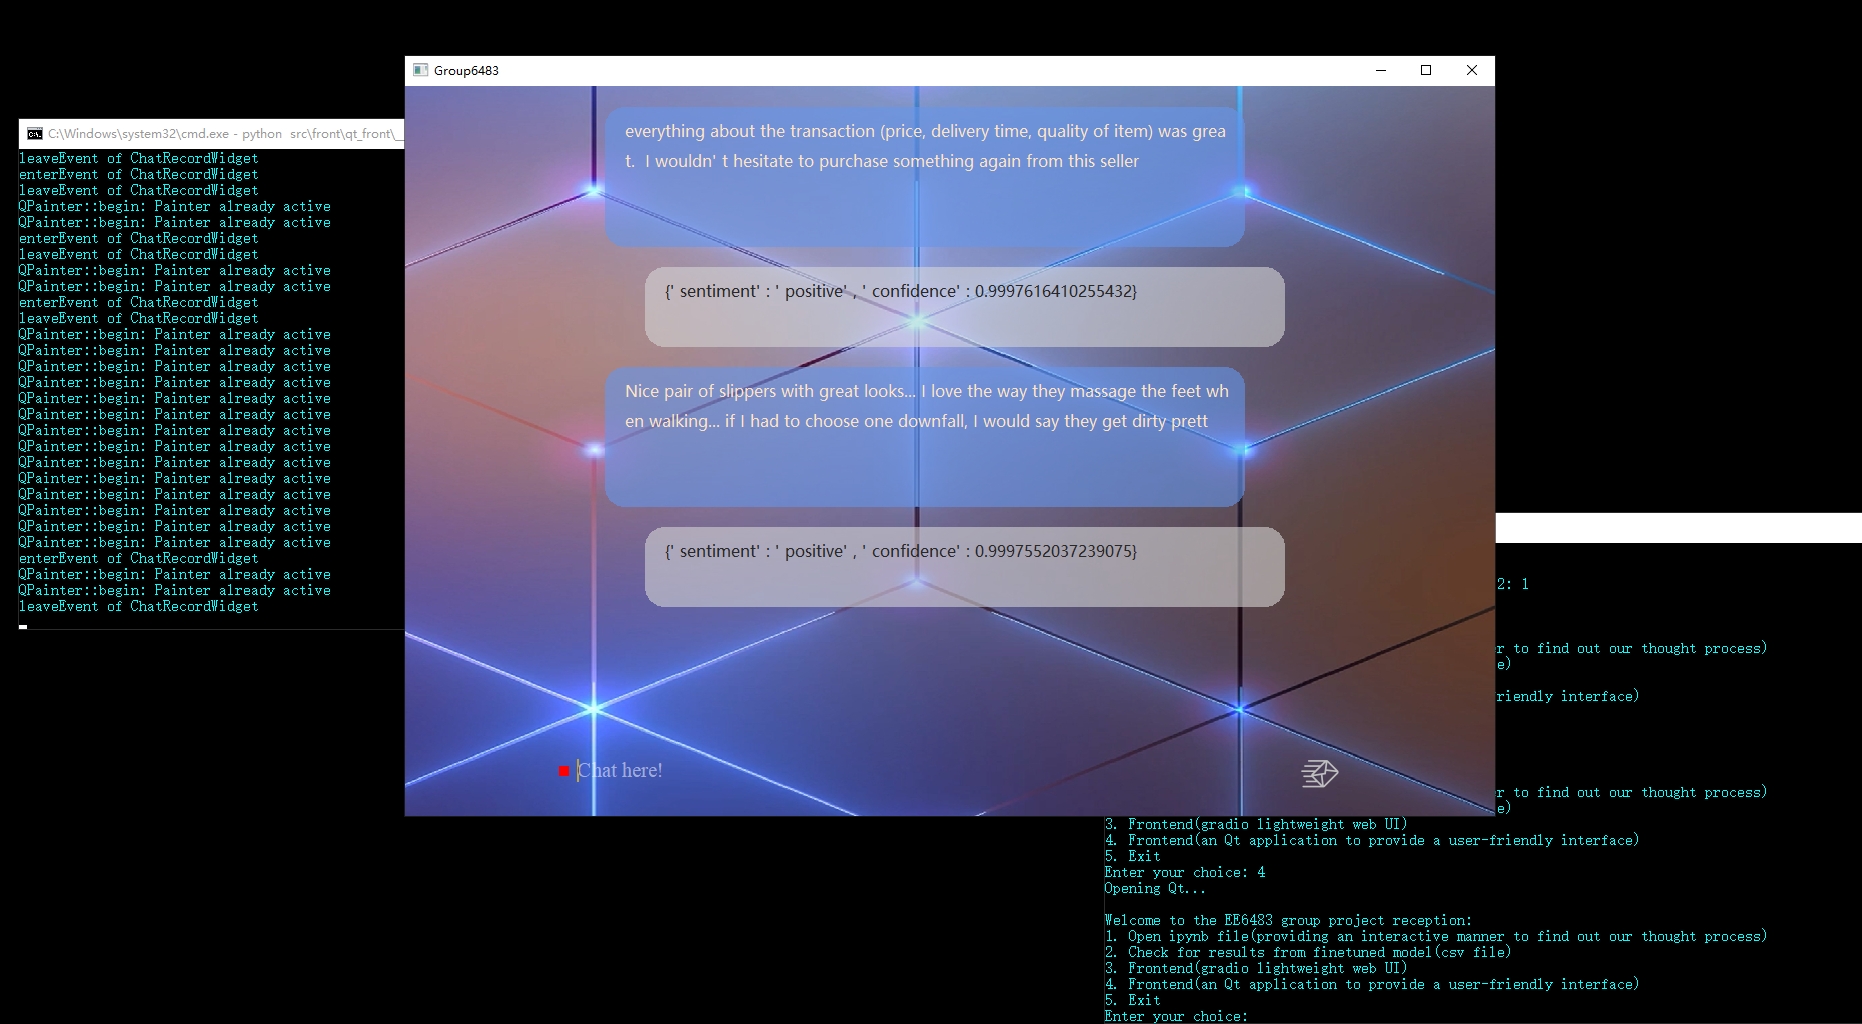 Group6483
C:\Windows\system32\cmd.exe - python  src\front\qt_front\_
leaveEvent of ChatRecordWidget
enterEvent of ChatRecordWidget
leaveEvent of ChatRecordWidget
QPainter::begin: Painter already active
QPainter::begin: Painter already active
enterEvent of ChatRecordWidget
leaveEvent of ChatRecordWidget
QPainter::begin: Painter already active
QPainter::begin: Painter already active
enterEvent of ChatRecordWidget
leaveEvent of ChatRecordWidget
QPainter::begin: Painter already active
QPainter::begin: Painter already active
QPainter::begin: Painter already active
QPainter::begin: Painter already active
QPainter::begin: Painter already active
QPainter::begin: Painter already active
QPainter::begin: Painter already active
QPainter::begin: Painter already active
QPainter::begin: Painter already active
QPainter::begin: Painter already active
QPainter::begin: Painter already active
QPainter::begin: Painter already active
QPainter::begin: Painter already active
QPainter::begin: Painter already active
enterEvent of ChatRecordWidget
QPainter::begin: Painter already active
QPainter::begin: Painter already active
leaveEvent of ChatRecordWidget
everything about the transaction (price, delivery time, quality of item) was grea
t.  I wouldn' t hesitate to purchase something again from this seller
{' sentiment' : ' positive' , ' confidence' : 0.9997616410255432}
Nice pair of slippers with great looks... I love the way they massage the feet wh
en walking... if I had to choose one downfall, I would say they get dirty prett
{' sentiment' : ' positive' , ' confidence' : 0.9997552037239075}
Chat here!
2: 1
r to find out our thought process)
e)
riendly interface)
r to find out our thought process)
e)
3. Frontend(gradio lightweight web UI)
4. Frontend(an Qt application to provide a user-friendly interface)
5. Exit
Enter your choice: 4
Opening Qt...
Welcome to the EE6483 group project reception:
1. Open ipynb file(providing an interactive manner to find out our thought process)
2. Check for results from finetuned model(csv file)
3. Frontend(gradio lightweight web UI)
4. Frontend(an Qt application to provide a user-friendly interface)
5. Exit
Enter your choice: